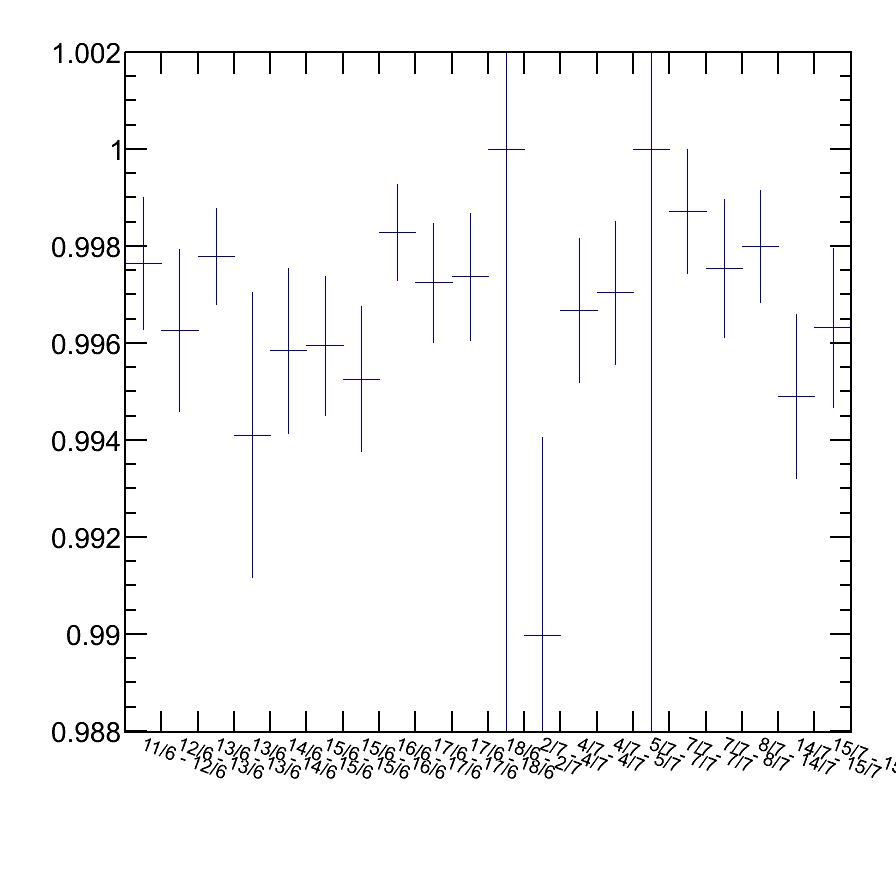 1.002
1
0.998
0.996
0.994
0.992
0.99
0.988
11/6 - 12/6
12/6 - 13/6
13/6 - 13/6
13/6 - 14/6
14/6 - 15/6
15/6 - 15/6
15/6 - 16/6
16/6 - 17/6
17/6 - 17/6
17/6 - 18/6
18/6 - 2/7
2/7 - 4/7
4/7 - 4/7
4/7 - 5/7
5/7 - 7/7
7/7 - 7/7
7/7 - 8/7
8/7 - 14/7
14/7 - 15/7
15/7 - 15